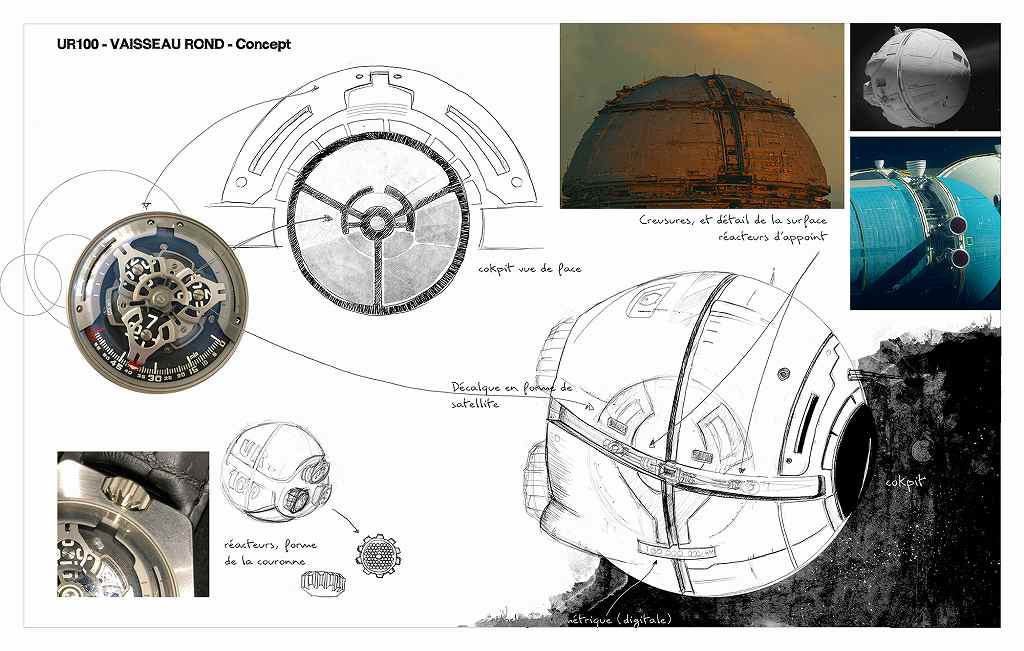 UR100 - VAISSEAU ROND - Concept
Creusures, et détail de la surface
réacteurs d'appoint
cokpit vue de face
Décalque en forme de
satellite
cokpit
réacteurs, forme
de la couronne
métrique (digitale)